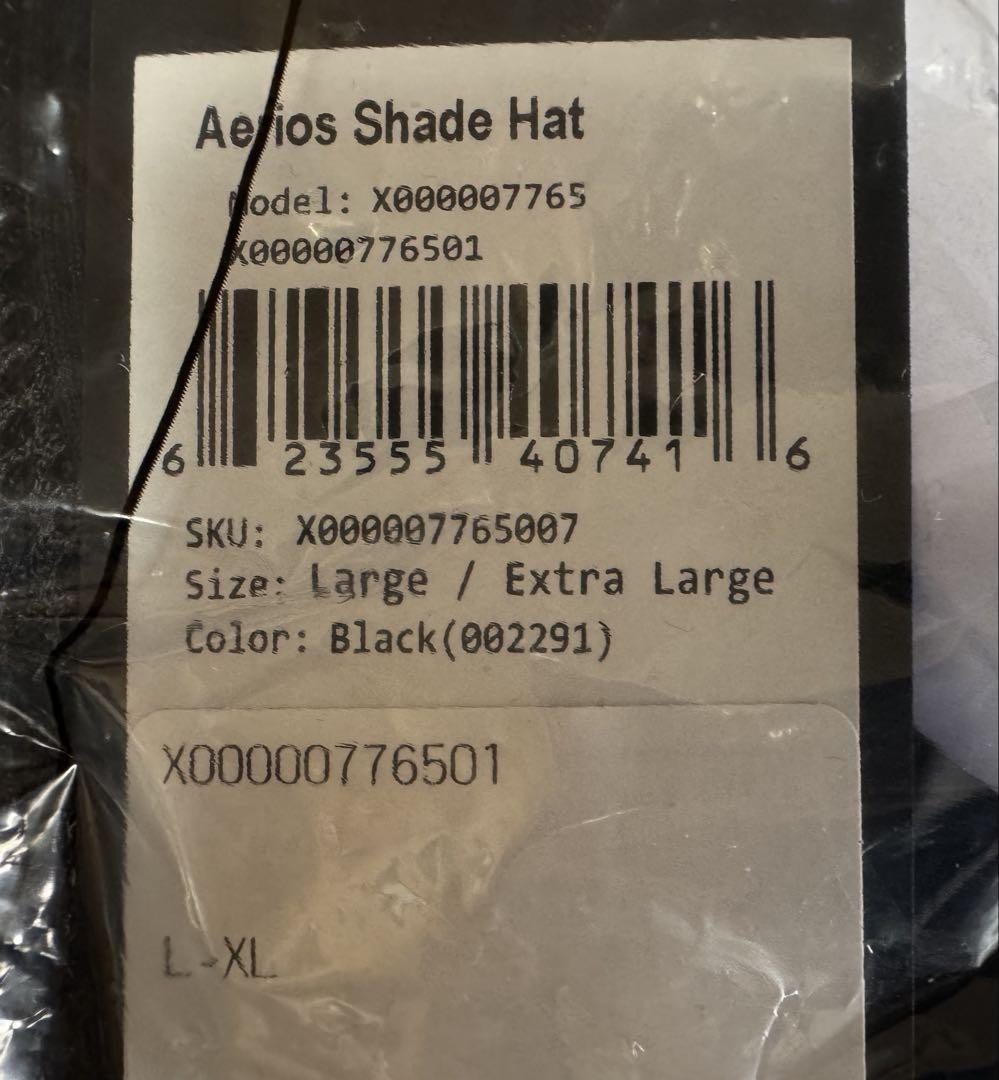 Aerios Shade Hat
Model: X000007765
X00000776501
6 23555 40741 6
SKU: X000007765007
Size: Large / Extra Large
Color: Black(002291)
X00000776501
L-XL